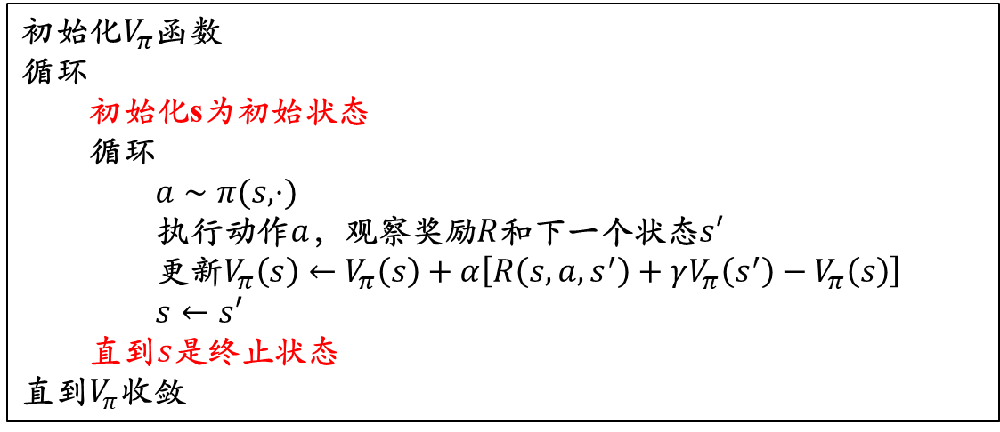 初始化𝑉𝜋函数
循环
初始化s为初始状态
循环
𝑎 ~ 𝜋(𝑠,·)
执行动作𝑎，观察奖励𝑅和下一个状态𝑠′
更新𝑉𝜋(𝑠) ← 𝑉𝜋(𝑠) + 𝛼[𝑅(𝑠, 𝑎, 𝑠′) + 𝛾𝑉𝜋(𝑠′) − 𝑉𝜋(𝑠)]
𝑠 ← 𝑠′
直到𝑠是终止状态
直到𝑉𝜋收敛